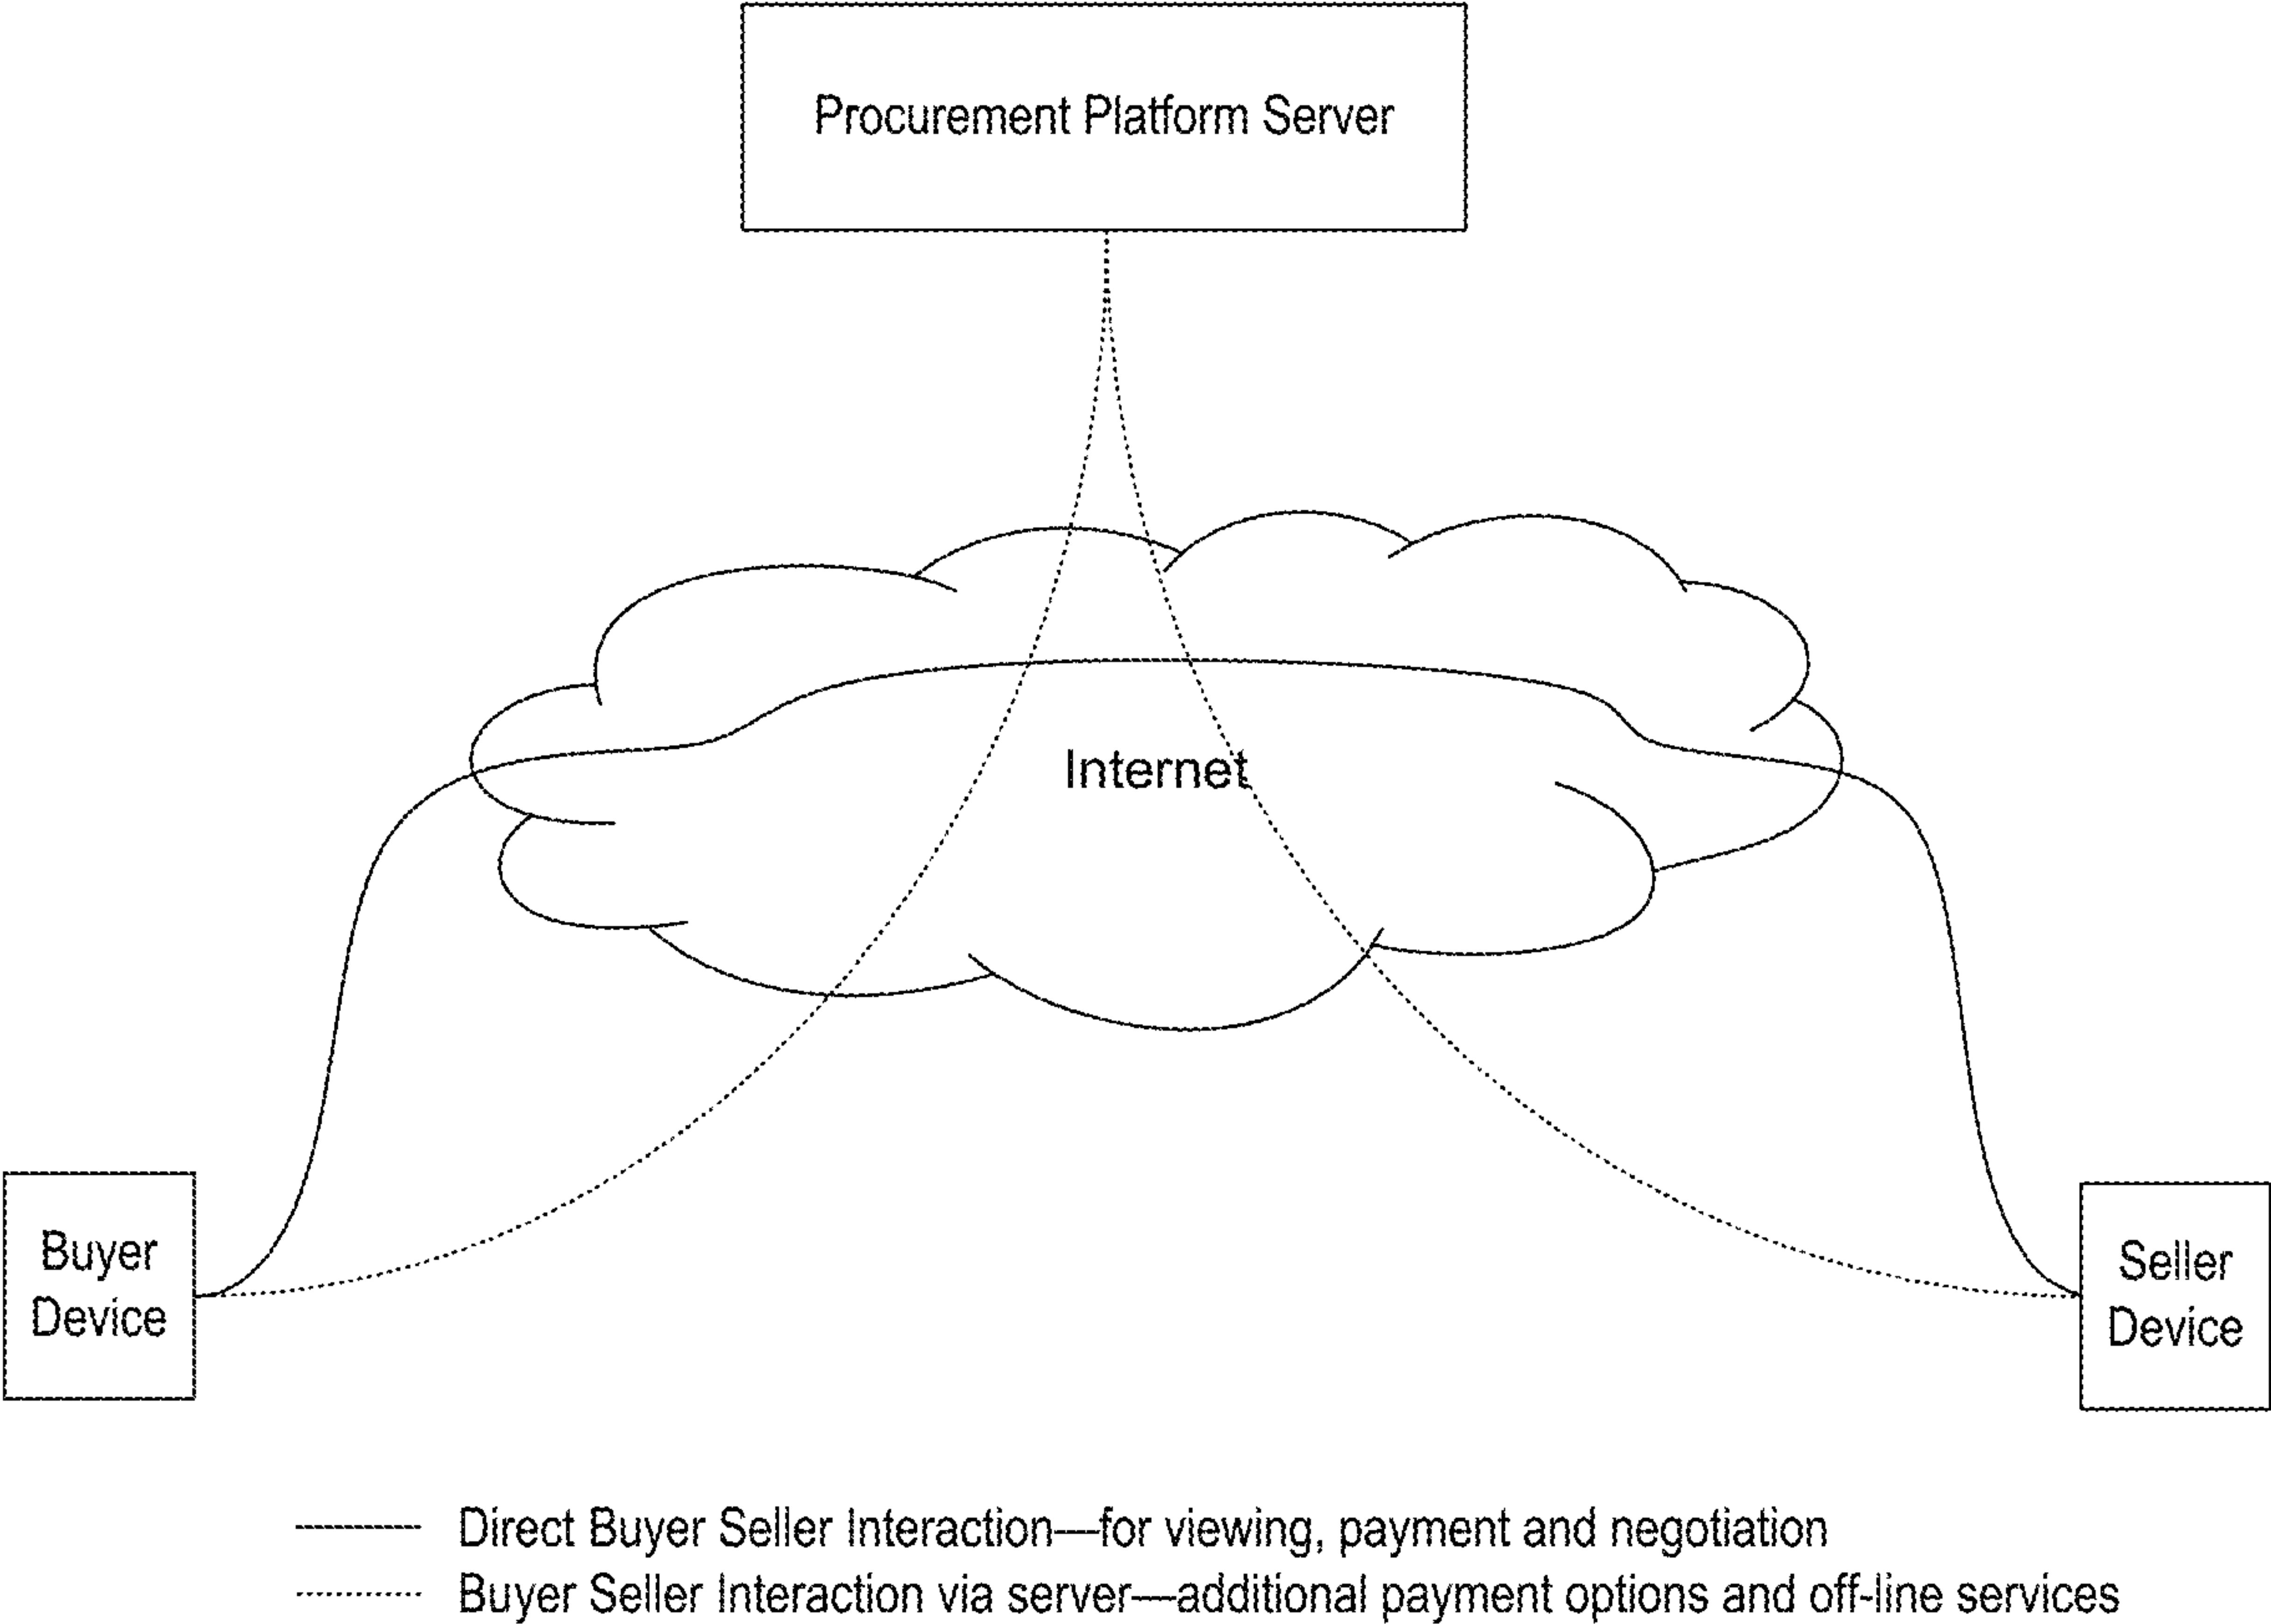 Procurement Platform Server
Internet
Buyer
Device
Seller
Device
Direct Buyer Seller Interaction—for viewing, payment and negotiation
Buyer Seller Interaction via server—additional payment options and off-line services